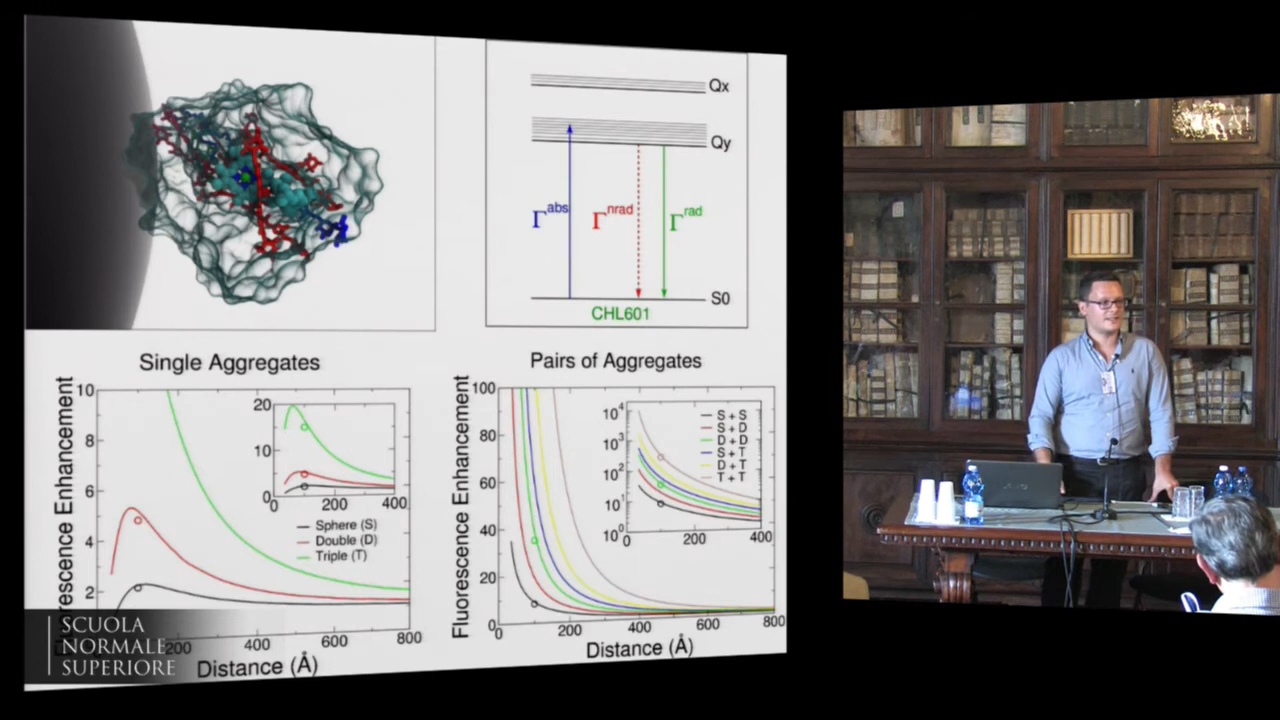 Qx
Qy
Γabs
Γnrad
Γrad
S0
CHL601
Single Aggregates
Pairs of Aggregates
Fluorescence Enhancement
10
8
6
4
2
200
400
600
800
Distance (Å)
20
10
0
0
200
400
Sphere (S)
Double (D)
Triple (T)
Fluorescence Enhancement
100
80
60
40
20
0
0
200
400
600
800
Distance (Å)
10^4
10^3
10^2
10^1
10^0
0
200
400
S + S
S + D
D + D
S + T
D + T
T + T
SCUOLA
NORMALE
SUPERIORE